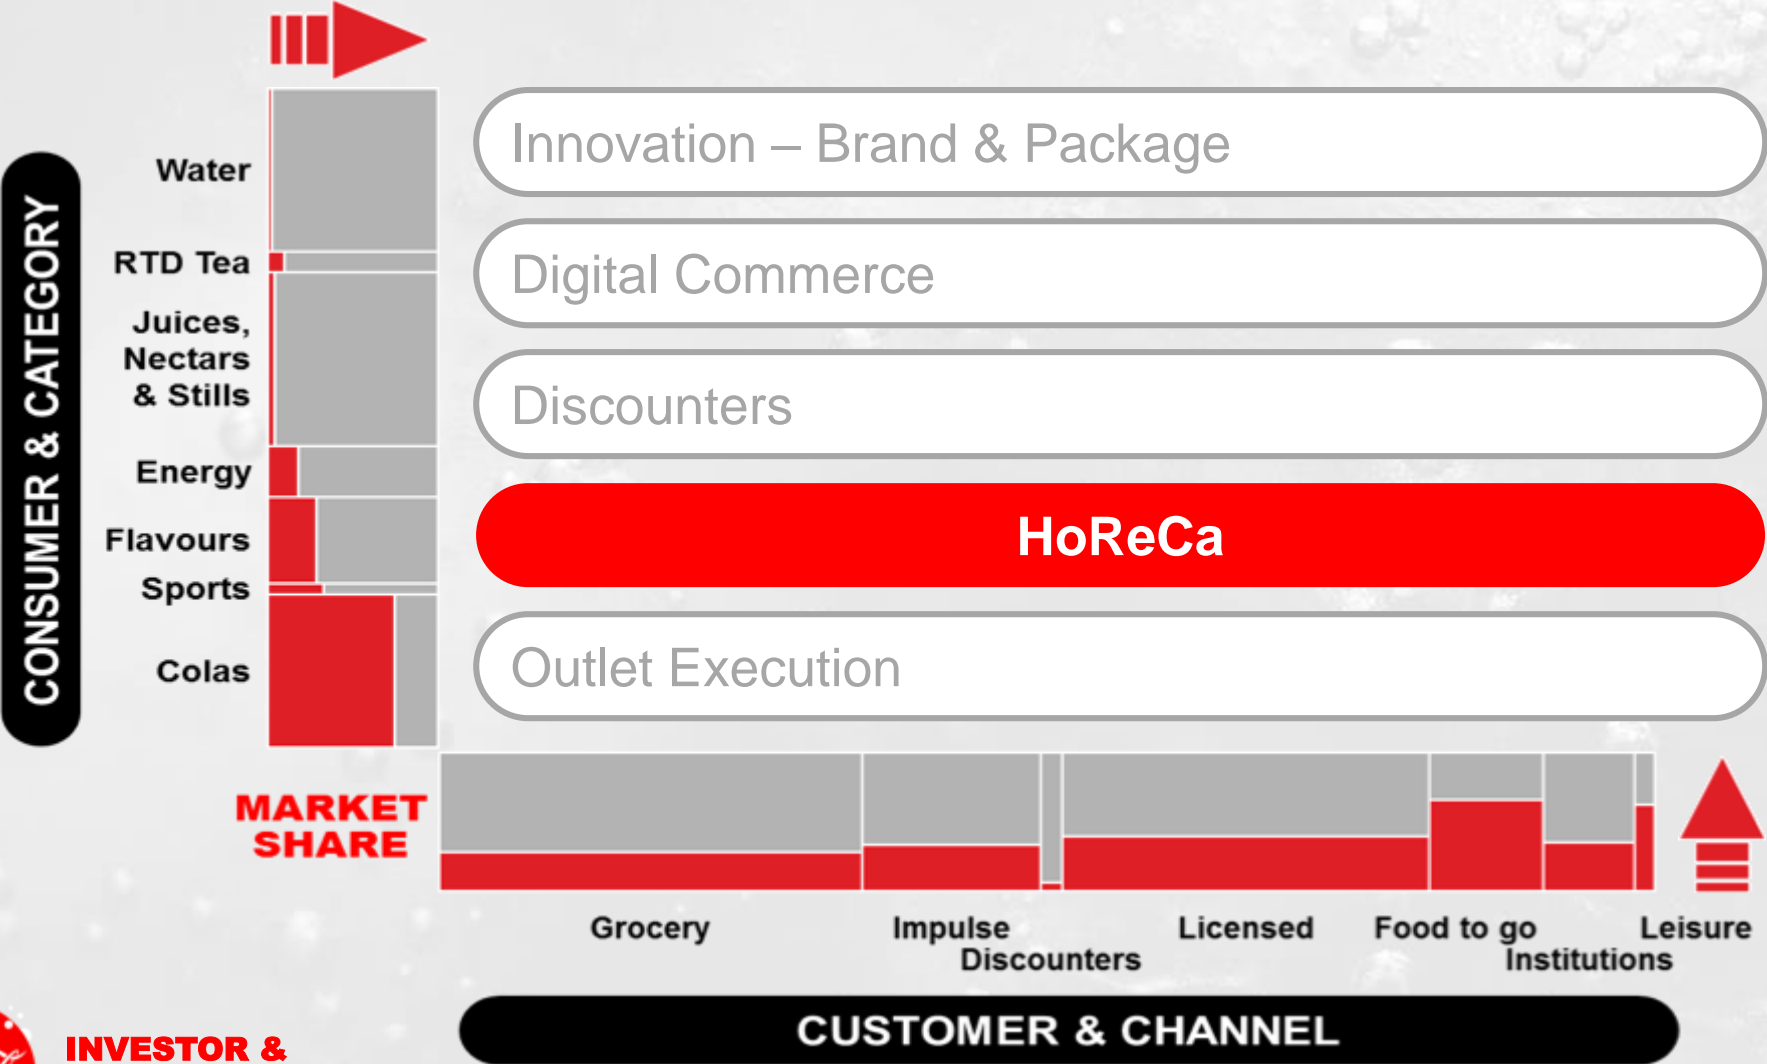 CONSUMER & CATEGORY
Water
RTD Tea
Juices,
Nectars
& Stills
Energy
Flavours
Sports
Colas
Innovation – Brand & Package
Digital Commerce
Discounters
HoReCa
Outlet Execution
MARKET
SHARE
Grocery
Impulse
Discounters
Licensed
Food to go
Institutions
Leisure
CUSTOMER & CHANNEL
INVESTOR &